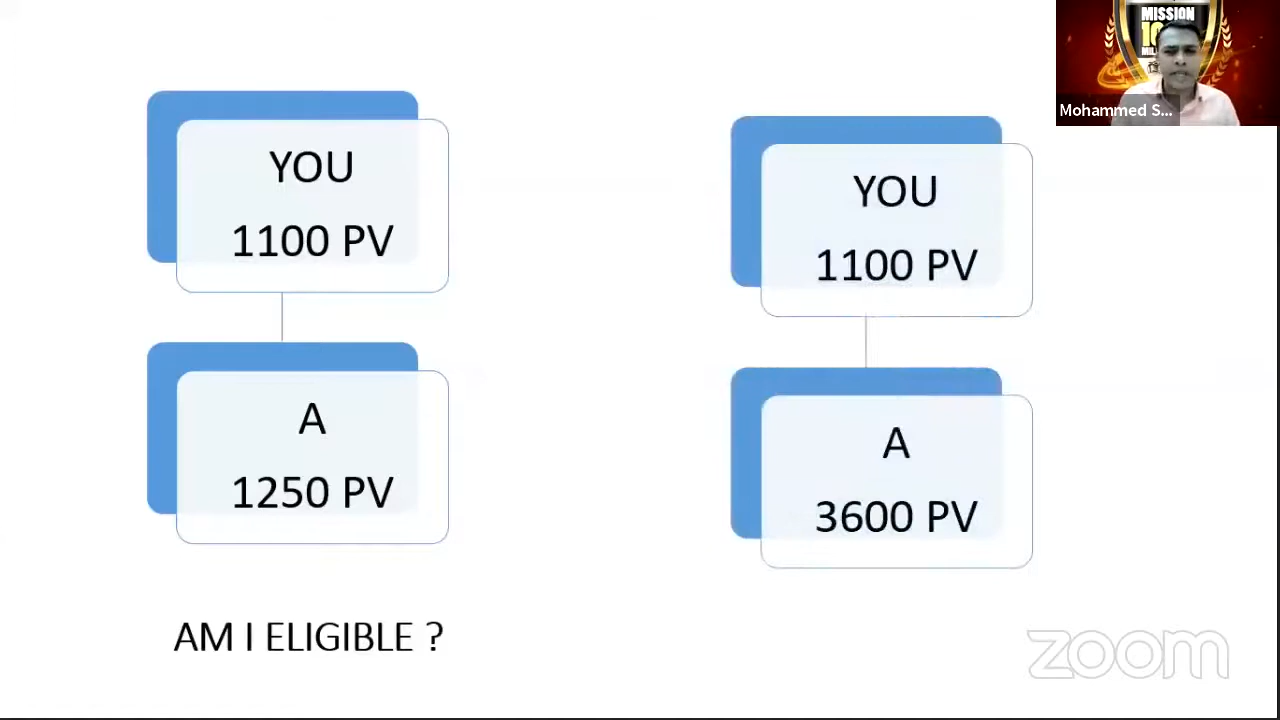 YOU
1100 PV
A
1250 PV
AM I ELIGIBLE ?
YOU
1100 PV
A
3600 PV
MISSION
Mohammed S...
zoom